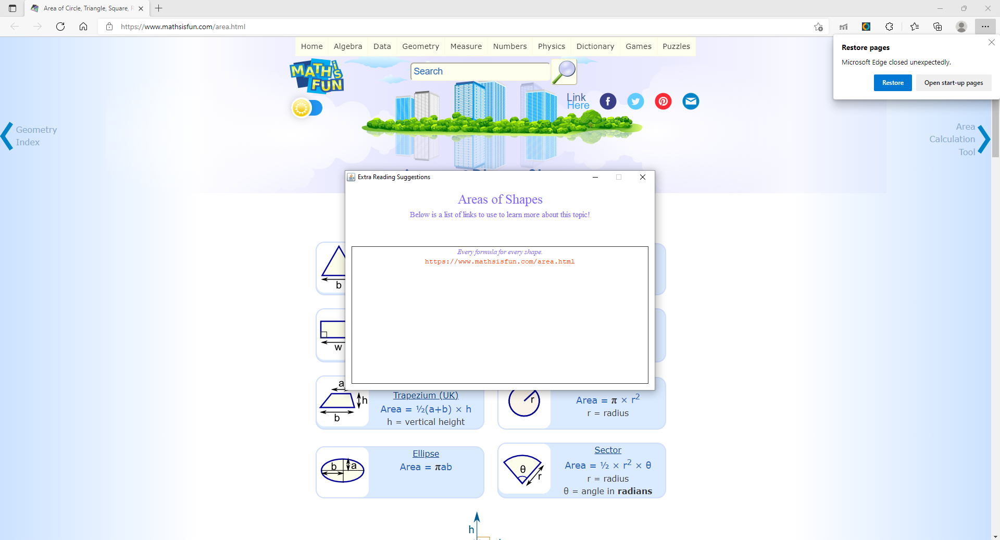 Area of Circle, Triangle, Square, R
https://www.mathsisfun.com/area.html
Restore pages
Microsoft Edge closed unexpectedly.
Restore
Open start-up pages
Home
Algebra
Data
Geometry
Measure
Numbers
Physics
Dictionary
Games
Puzzles
MATH is FUN
Search
Link
Here
Geometry
Index
Area
Calculation
Tool
Extra Reading Suggestions
Areas of Shapes
Below is a list of links to use to learn more about this topic!
Every formula for every shape.
https://www.mathsisfun.com/area.html
b
w
a
h
b
Trapezium (UK)
Area = ½(a+b) × h
h = vertical height
r
Area = π × r²
r = radius
b
a
Ellipse
Area = πab
θ
r
Sector
Area = ½ × r² × θ
r = radius
θ = angle in radians
h